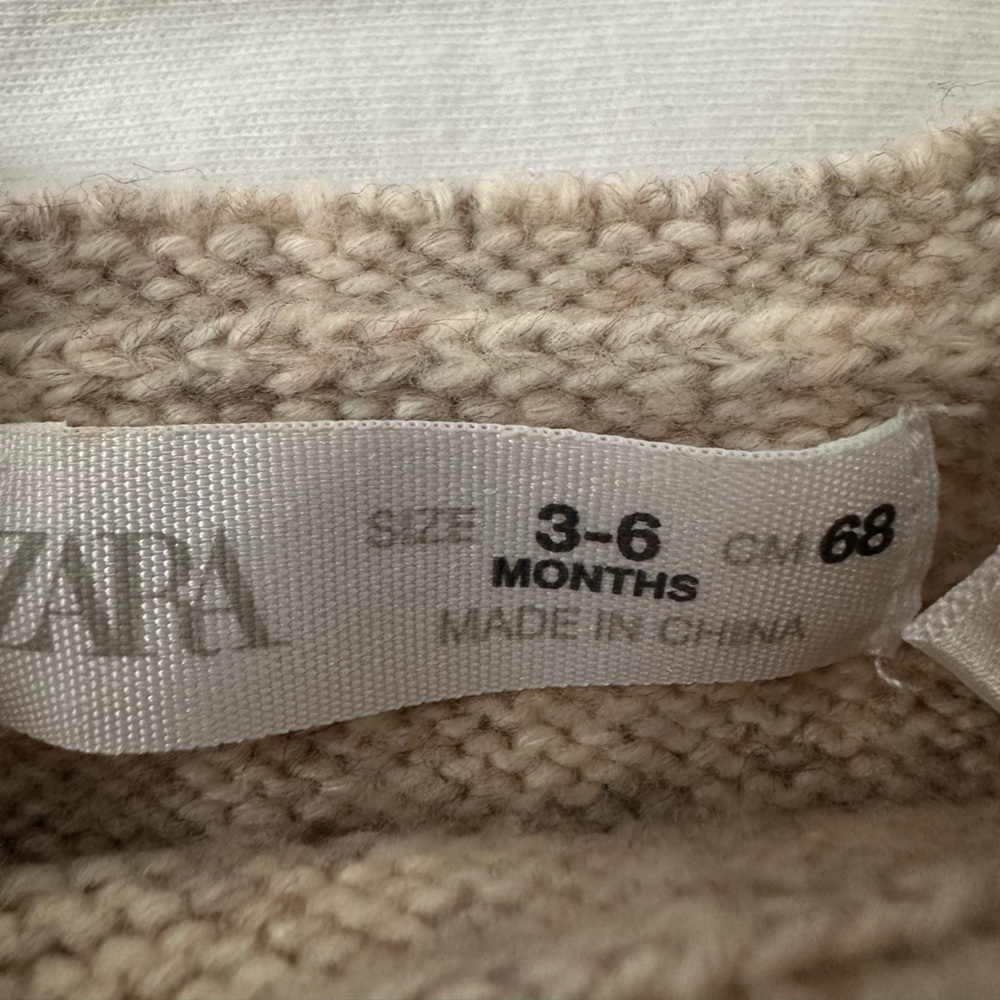 ZARA
SIZE 3-6 CM 68
MONTHS
MADE IN CHINA